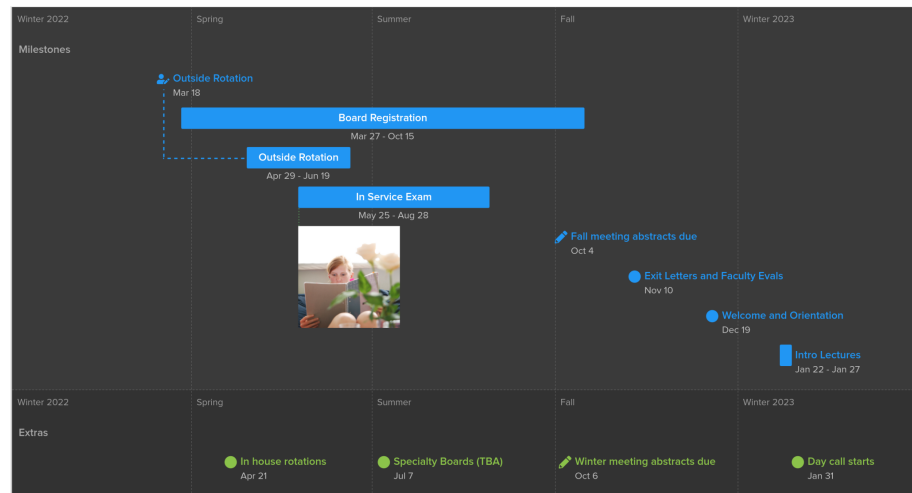 Winter 2022 Spring Summer Fall Winter 2023
Milestones
Outside Rotation
Mar 18
Board Registration
Mar 27 - Oct 15
Outside Rotation
Apr 29 - Jun 19
In Service Exam
May 25 - Aug 28
Fall meeting abstracts due
Oct 4
Exit Letters and Faculty Evals
Nov 10
Welcome and Orientation
Dec 19
Intro Lectures
Jan 22 - Jan 27
Winter 2022 Spring Summer Fall Winter 2023
Extras
In house rotations
Apr 21
Specialty Boards (TBA)
Jul 7
Winter meeting abstracts due
Oct 6
Day call starts
Jan 31